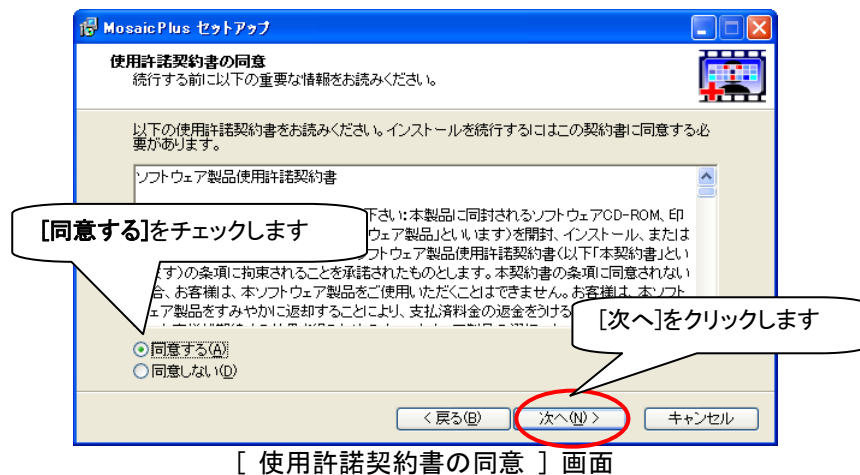 MosaicPlus セットアップ
使用許諾契約書の同意
続行する前に以下の重要な情報をお読みください。
以下の使用許諾契約書をお読みください。インストールを続行するにはこの契約書に同意する必
要があります。
ソフトウェア製品使用許諾契約書
下さい:本製品に同封されるソフトウェアCD-ROM、印
[同意する]をチェックします
ウェア製品」といいます)を開封、インストール、または
フトウェア製品使用許諾契約書(以下「本契約書」とい
ます)の条項に拘束されることを承諾されたものとします。本契約書の条項に同意されない
合、お客様は、本ソフトウェア製品をご使用いただくことはできません。お客様は、本ソフト
ェア製品をすみやかに返却することにより、支払済料金の返金をうける
[次へ]をクリックします
同意する(A)
同意しない(D)
< 戻る(B)
次へ(N) >
キャンセル
[ 使用許諾契約書の同意 ] 画面